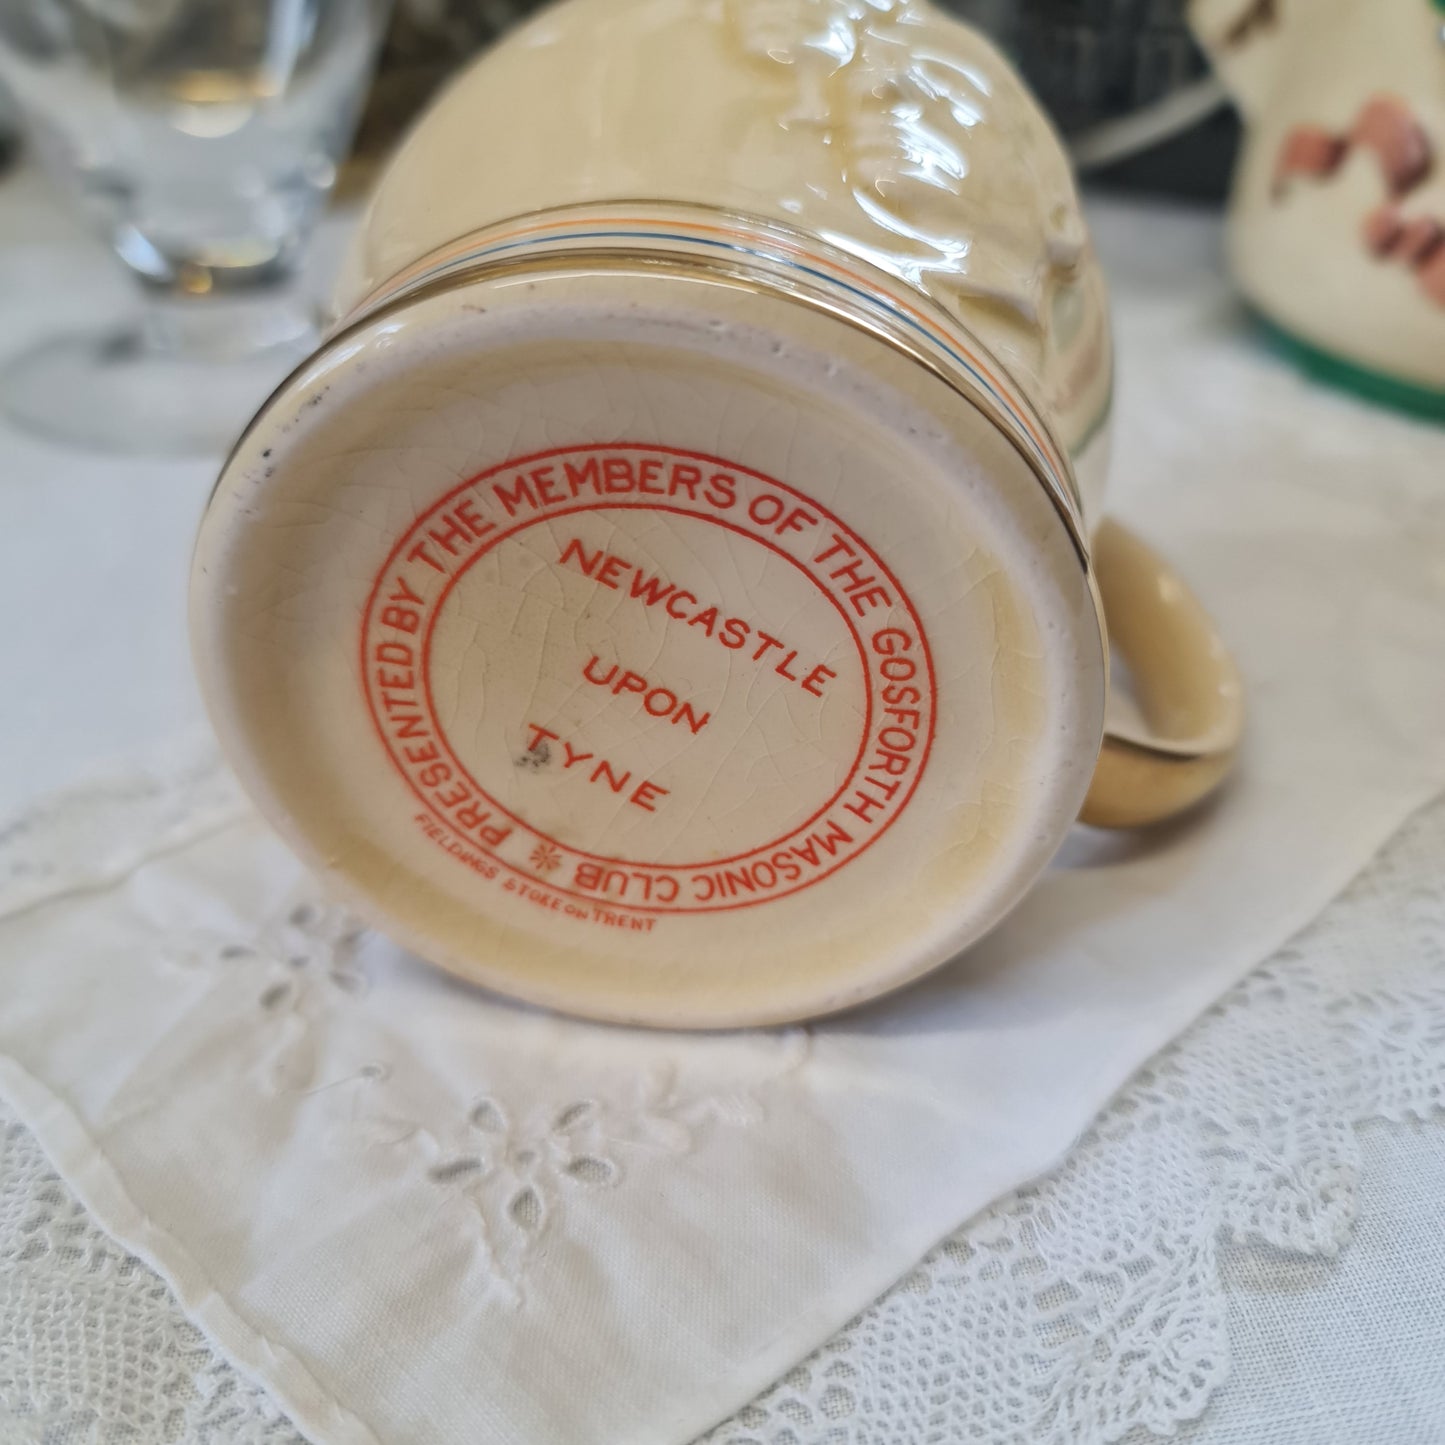 PRESENTED BY THE MEMBERS OF THE GOSFORTH MASONIC CLUB
NEWCASTLE
UPON
TYNE
FIELDINGS STOKE ON TRENT